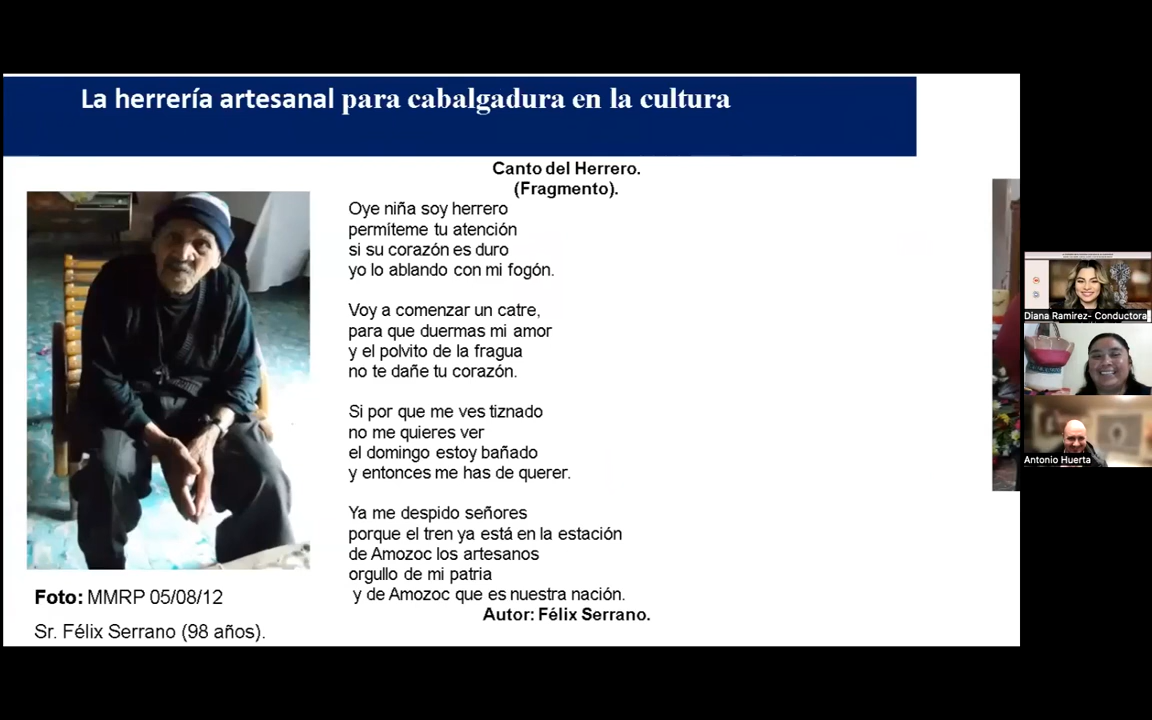 La herrería artesanal para cabalgadura en la cultura
Canto del Herrero.
(Fragmento).
Oye niña soy herrero
permíteme tu atención
si su corazón es duro
yo lo ablando con mi fogón.
Voy a comenzar un catre,
para que duermas mi amor
y el polvito de la fragua
no te dañe tu corazón.
Si por que me ves tiznado
no me quieres ver
el domingo estoy bañado
y entonces me has de querer.
Ya me despido señores
porque el tren ya está en la estación
de Amozoc los artesanos
orgullo de mi patria
y de Amozoc que es nuestra nación.
Autor: Félix Serrano.
Foto: MMRP 05/08/12
Sr. Félix Serrano (98 años).
Diana Ramirez- Conductora
Antonio Huerta